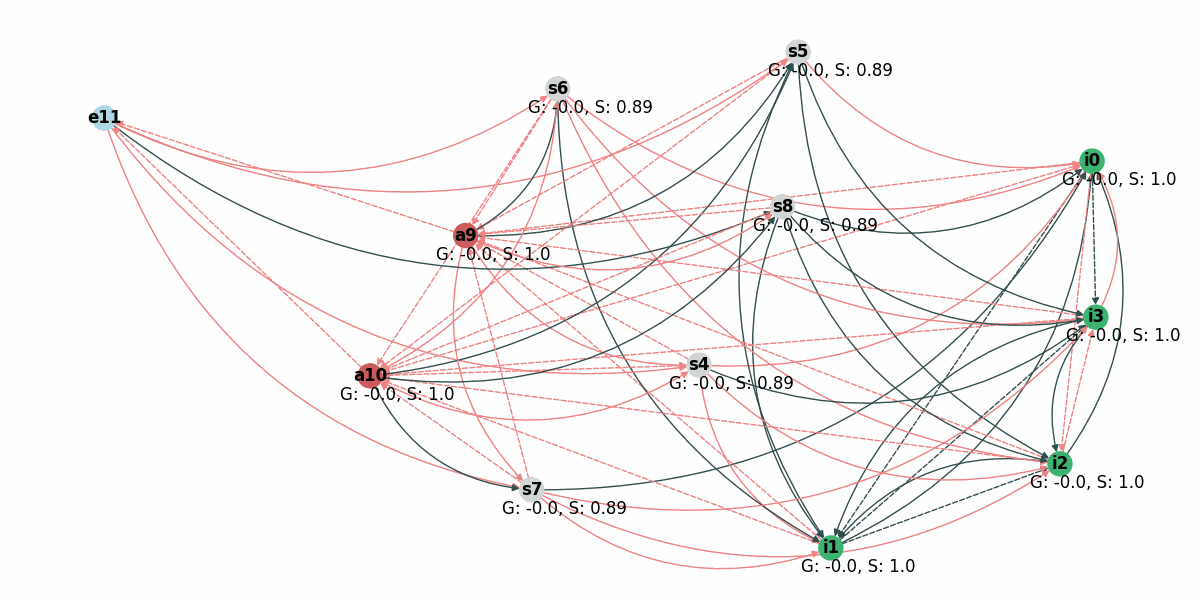 s5
G: -0.0, S: 0.89
s6
G: -0.0, S: 0.89
e11
i0
G: -0.0, S: 1.0
s8
G: -0.0, S: 0.89
a9
G: -0.0, S: 1.0
i3
G: -0.0, S: 1.0
s4
G: -0.0, S: 0.89
a10
G: -0.0, S: 1.0
i2
G: -0.0, S: 1.0
s7
G: -0.0, S: 0.89
i1
G: -0.0, S: 1.0